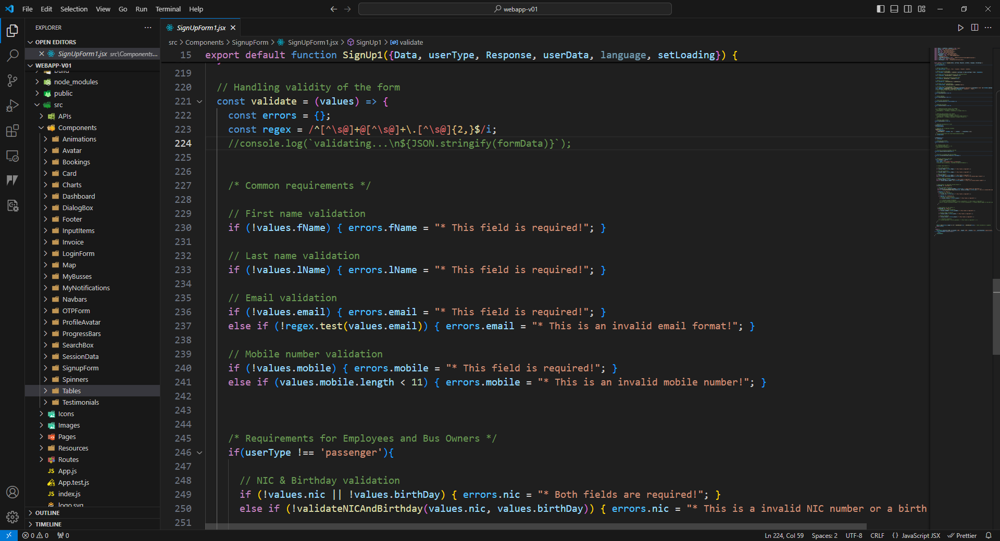 File Edit Selection View Go Run Terminal Help
webapp-v01
EXPLORER
OPEN EDITORS
SignUpForm1.jsx src\Components...
WEBAPP-V01
build
node_modules
public
src
APIs
Components
Animations
Avatar
Bookings
Card
Charts
Dashboard
DialogBox
Footer
InputItems
Invoice
LoginForm
Map
MyBusses
MyNotifications
Navbars
OTPForm
ProfileAvatar
ProgressBars
SearchBox
SessionData
SignupForm
Spinners
Tables
Testimonials
Icons
Images
Pages
Resources
Routes
JS App.js
App.test.js
JS index.js
logo.svg
OUTLINE
TIMELINE
SignUpForm1.jsx
src > Components > SignupForm > SignUpForm1.jsx > SignUp1 > validate
15 export default function SignUp1({Data, userType, Response, userData, language, setLoading}) {
219
220 // Handling validity of the form
221 const validate = (values) => {
222 const errors = {};
223 const regex = /^[^\s@]+@[^\s@]+\.[^\s@]{2,}$/i;
224 //console.log(`validating...\n${JSON.stringify(formData)}`);
225
226
227 /* Common requirements */
228
229 // First name validation
230 if (!values.fName) { errors.fName = "* This field is required!"; }
231
232 // Last name validation
233 if (!values.lName) { errors.lName = "* This field is required!"; }
234
235 // Email validation
236 if (!values.email) { errors.email = "* This field is required!"; }
237 else if (!regex.test(values.email)) { errors.email = "* This is an invalid email format!"; }
238
239 // Mobile number validation
240 if (!values.mobile) { errors.mobile = "* This field is required!"; }
241 else if (values.mobile.length < 11) { errors.mobile = "* This is an invalid mobile number!"; }
242
243
244
245 /* Requirements for Employees and Bus Owners */
246 if(userType !== 'passenger'){
247
248 // NIC & Birthday validation
249 if (!values.nic || !values.birthDay) { errors.nic = "* Both fields are required!"; }
250 else if (!validateNICAndBirthday(values.nic, values.birthDay)) { errors.nic = "* This is a invalid NIC number or a birth
251
0 0 0
Ln 224, Col 59 Spaces: 2 UTF-8 CRLF {} JavaScript JSX Prettier